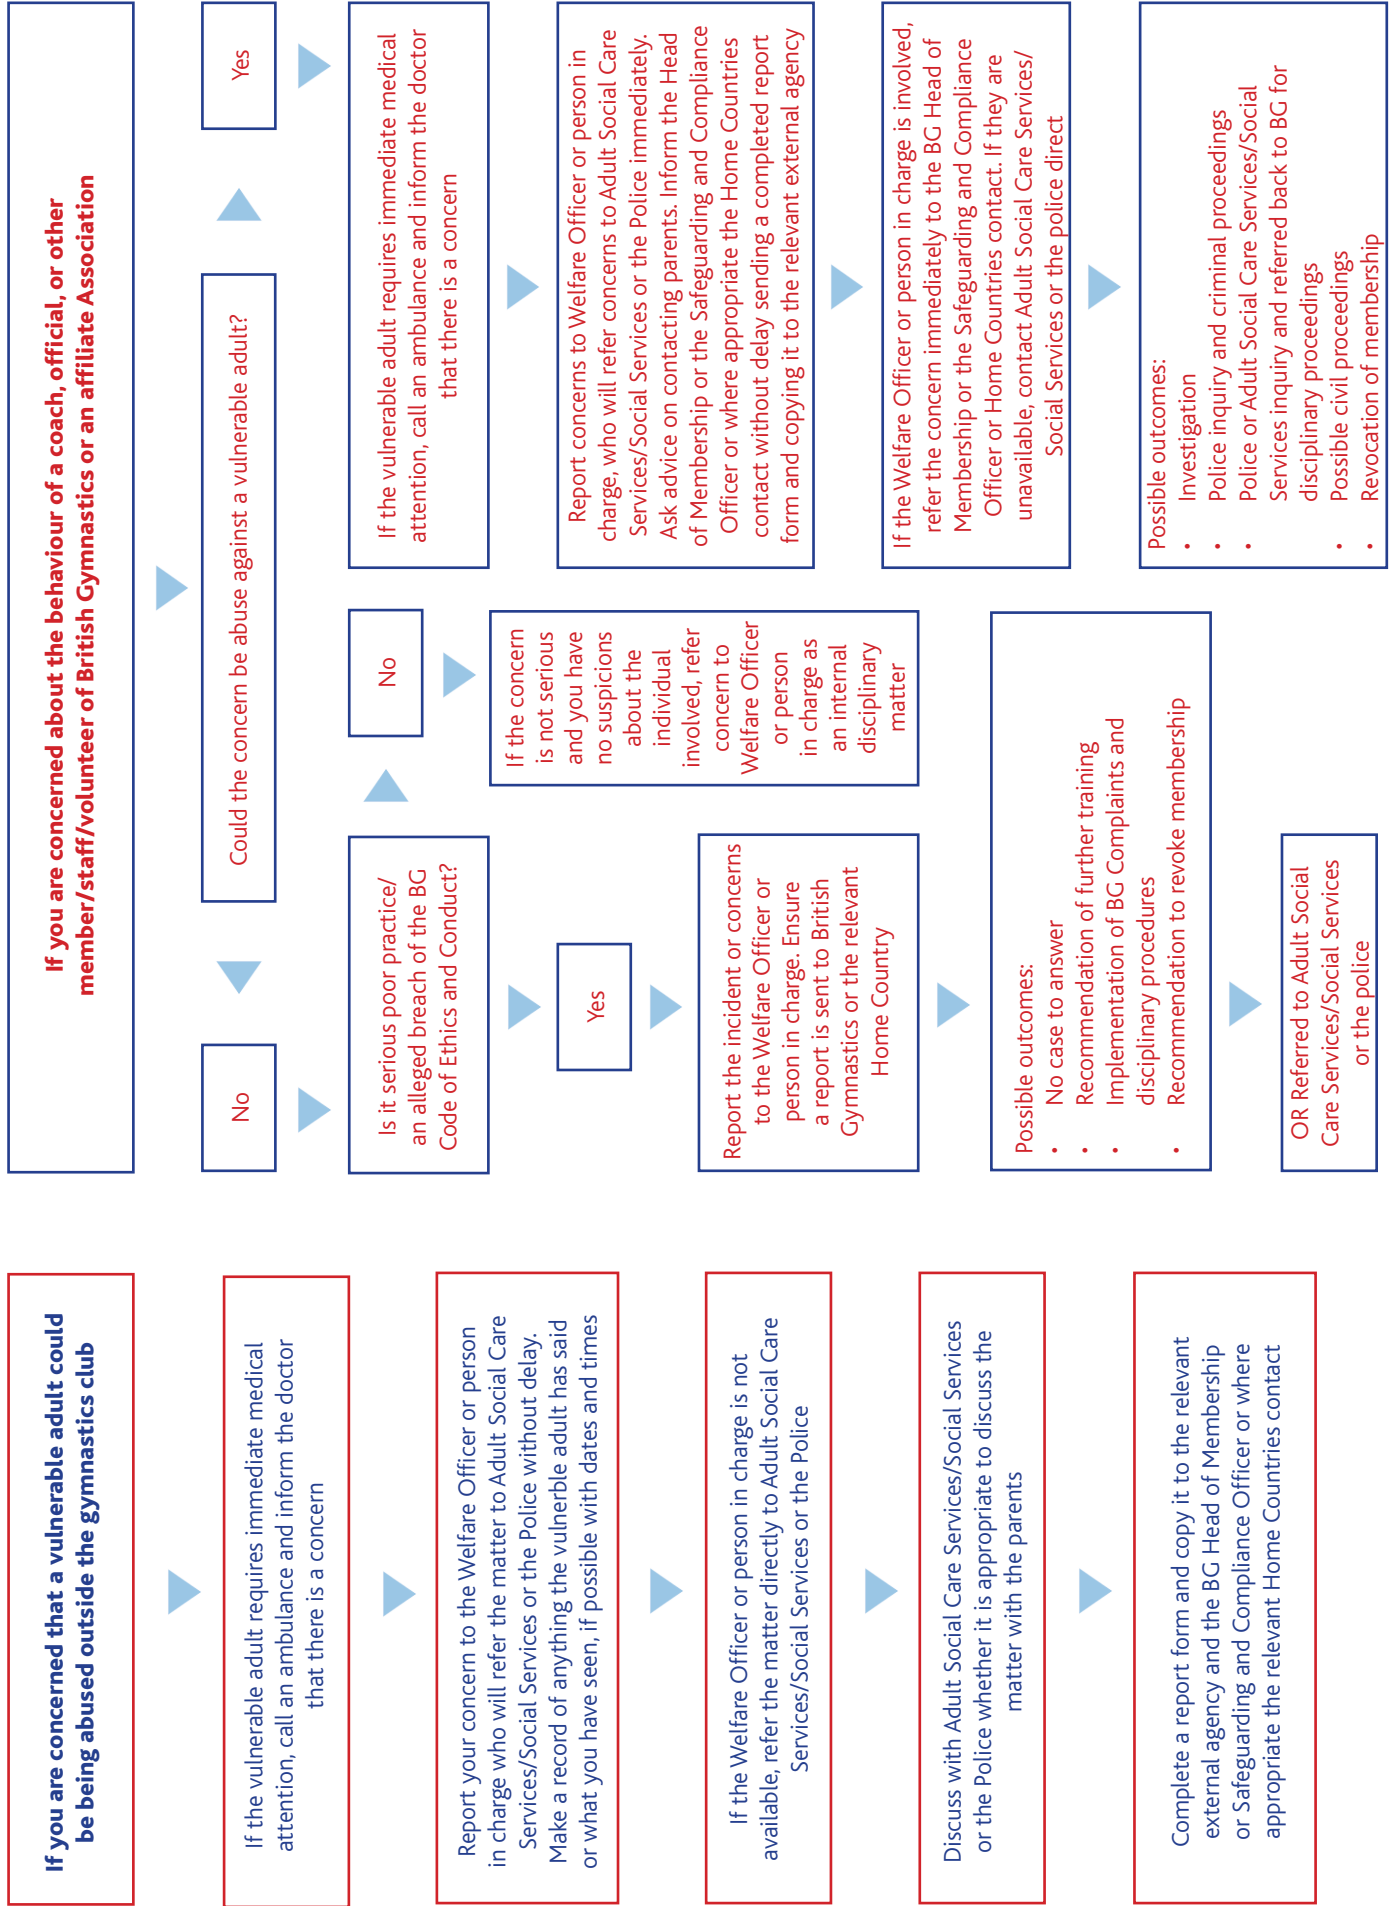 If you are concerned that a vulnerable adult could
be being abused outside the gymnastics club
If the vulnerable adult requires immediate medical
attention, call an ambulance and inform the doctor
that there is a concern
Report your concern to the Welfare Officer or person
in charge who will refer the matter to Adult Social Care
Services/Social Services or the Police without delay.
Make a record of anything the vulnerble adult has said
or what you have seen, if possible with dates and times
If the Welfare Officer or person in charge is not
available, refer the matter directly to Adult Social Care
Services/Social Services or the Police
Discuss with Adult Social Care Services/Social Services
or the Police whether it is appropriate to discuss the
matter with the parents
Complete a report form and copy it to the relevant
external agency and the BG Head of Membership
or Safeguarding and Compliance Officer or where
appropriate the relevant Home Countries contact
If you are concerned about the behaviour of a coach, official, or other
member/staff/volunteer of British Gymnastics or an affiliate Association
Could the concern be abuse against a vulnerable adult?
No
Is it serious poor practice/
an alleged breach of the BG
Code of Ethics and Conduct?
Yes
Report the incident or concerns
to the Welfare Officer or
person in charge. Ensure
a report is sent to British
Gymnastics or the relevant
Home Country
Possible outcomes:
• No case to answer
• Recommendation of further training
• Implementation of BG Complaints and
disciplinary procedures
• Recommendation to revoke membership
OR Referred to Adult Social
Care Services/Social Services
or the police
No
If the concern
is not serious
and you have
no suspicions
about the
individual
involved, refer
concern to
Welfare Officer
or person
in charge as
an internal
disciplinary
matter
Yes
If the vulnerable adult requires immediate medical
attention, call an ambulance and inform the doctor
that there is a concern
Report concerns to Welfare Officer or person in
charge, who will refer concerns to Adult Social Care
Services/Social Services or the Police immediately.
Ask advice on contacting parents. Inform the Head
of Membership or the Safeguarding and Compliance
Officer or where appropriate the Home Countries
contact without delay sending a completed report
form and copying it to the relevant external agency
If the Welfare Officer or person in charge is involved,
refer the concern immediately to the BG Head of
Membership or the Safeguarding and Compliance
Officer or Home Countries contact. If they are
unavailable, contact Adult Social Care Services/
Social Services or the police direct
Possible outcomes:
• Investigation
• Police inquiry and criminal proceedings
• Police or Adult Social Care Services/Social
Services inquiry and referred back to BG for
disciplinary proceedings
• Possible civil proceedings
• Revocation of membership